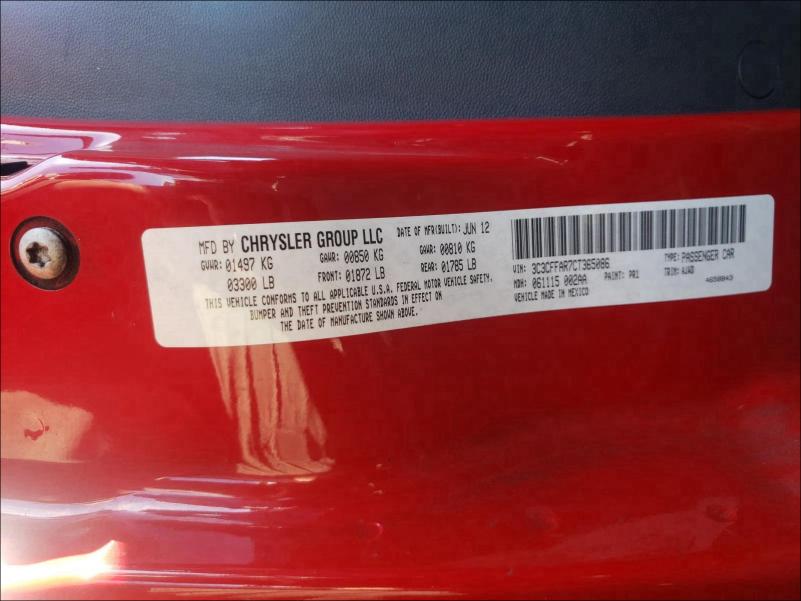 MFD BY CHRYSLER GROUP LLC DATE OF MFR(BUILT): JUN 12
GVWR: 01497 KG GAWR: 00850 KG GAWR: 00810 KG
03300 LB FRONT: 01872 LB REAR: 01785 LB
THIS VEHICLE CONFORMS TO ALL APPLICABLE U.S.A. FEDERAL MOTOR VEHICLE SAFETY,
BUMPER AND THEFT PREVENTION STANDARDS IN EFFECT ON
THE DATE OF MANUFACTURE SHOWN ABOVE.
VIN: 3C3CFFAR7CT385086 TYPE: PASSENGER CAR
MDH: 061115 002AA PAINT: PR1 TRIM: AJAD
VEHICLE MADE IN MEXICO 4650843